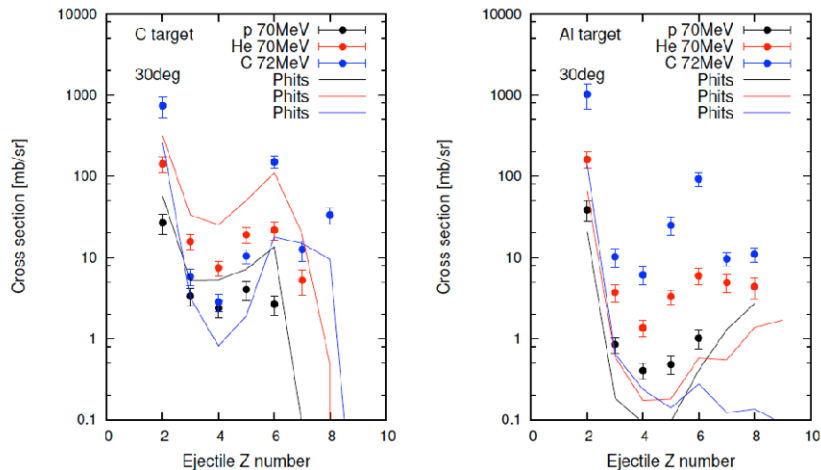 C target
30deg
p 70MeV
He 70MeV
C 72MeV
Phits
Phits
Phits
Cross section [mb/sr]
10000
1000
100
10
1
0.1
0 2 4 6 8 10
Ejectile Z number
Al target
30deg
p 70MeV
He 70MeV
C 72MeV
Phits
Phits
Phits
Cross section [mb/sr]
10000
1000
100
10
1
0.1
0 2 4 6 8 10
Ejectile Z number